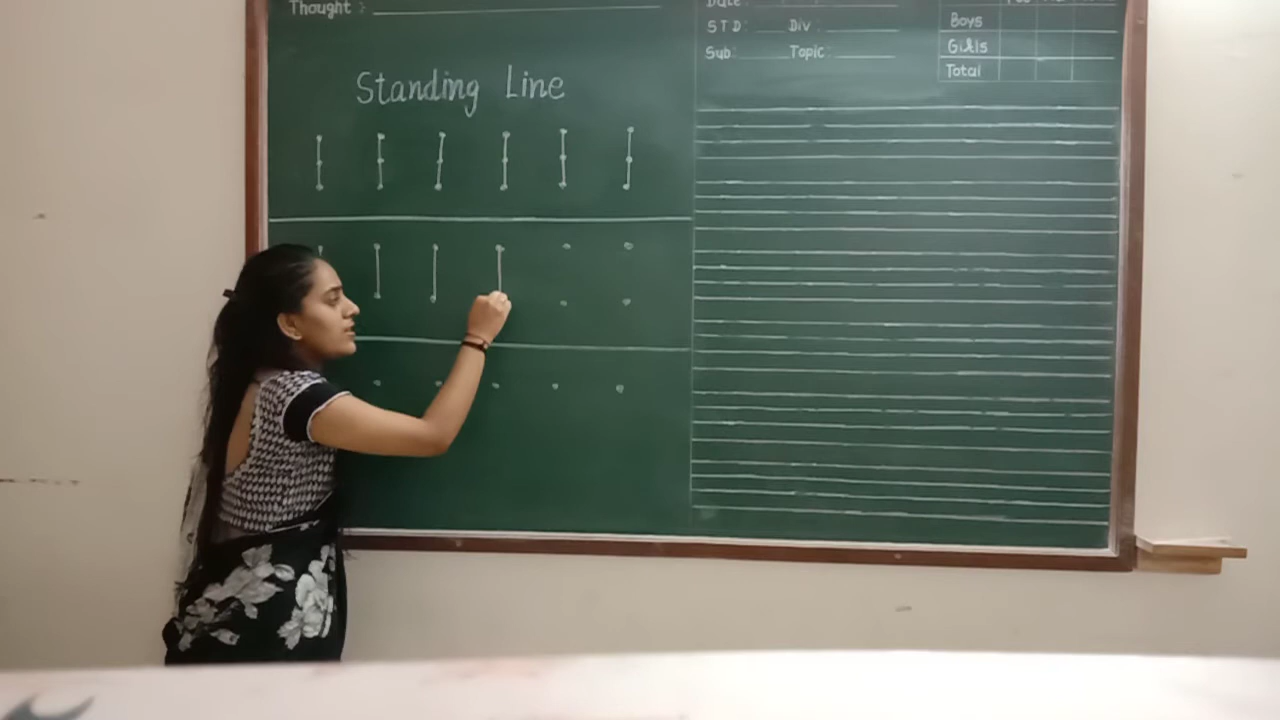 Thought :
Standing Line
Date:
STD: Div:
Sub: Topic:
Boys
Girls
Total